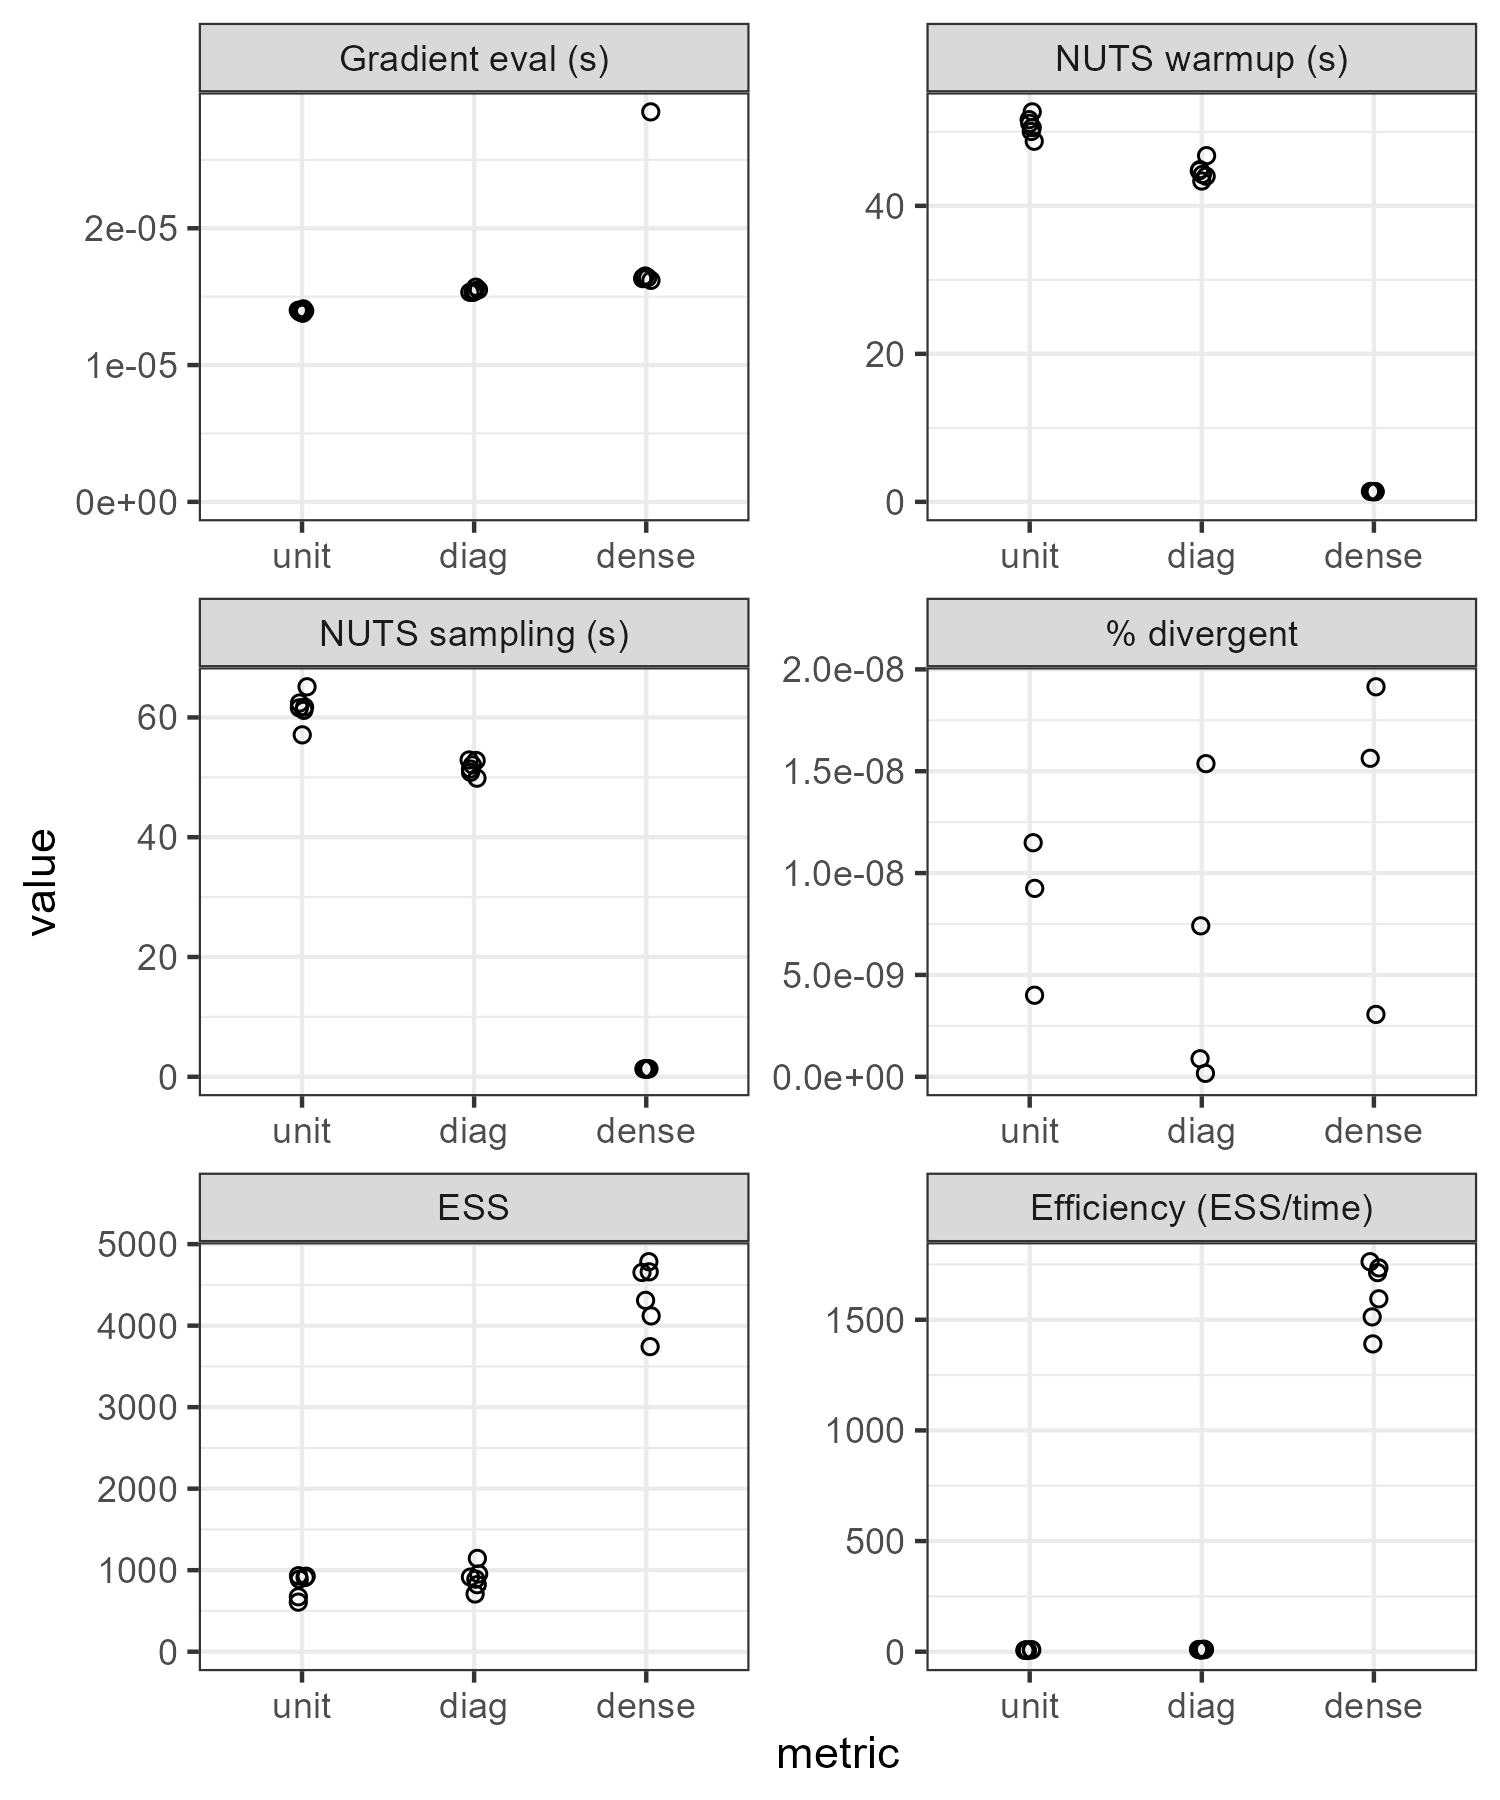 Gradient eval (s)
2e-05
1e-05
0e+00
unit diag dense
NUTS warmup (s)
40
20
0
unit diag dense
NUTS sampling (s)
60
40
20
0
unit diag dense
% divergent
2.0e-08
1.5e-08
1.0e-08
5.0e-09
0.0e+00
unit diag dense
ESS
5000
4000
3000
2000
1000
0
unit diag dense
Efficiency (ESS/time)
1500
1000
500
0
unit diag dense
value
metric